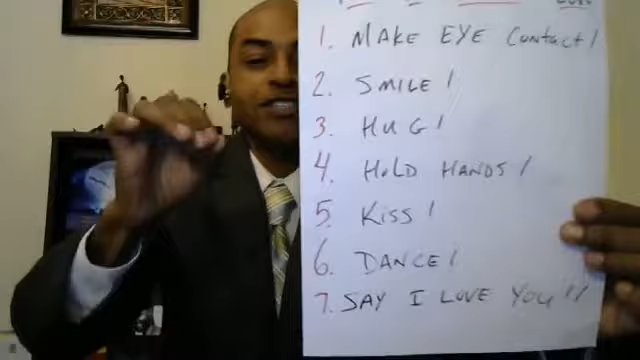 1. MAKE EYE Contact!
2. SMILE!
3. HUG!
4. HOLD HANDS!
5. KISS!
6. DANCE!
7. SAY I LOVE YOU!!